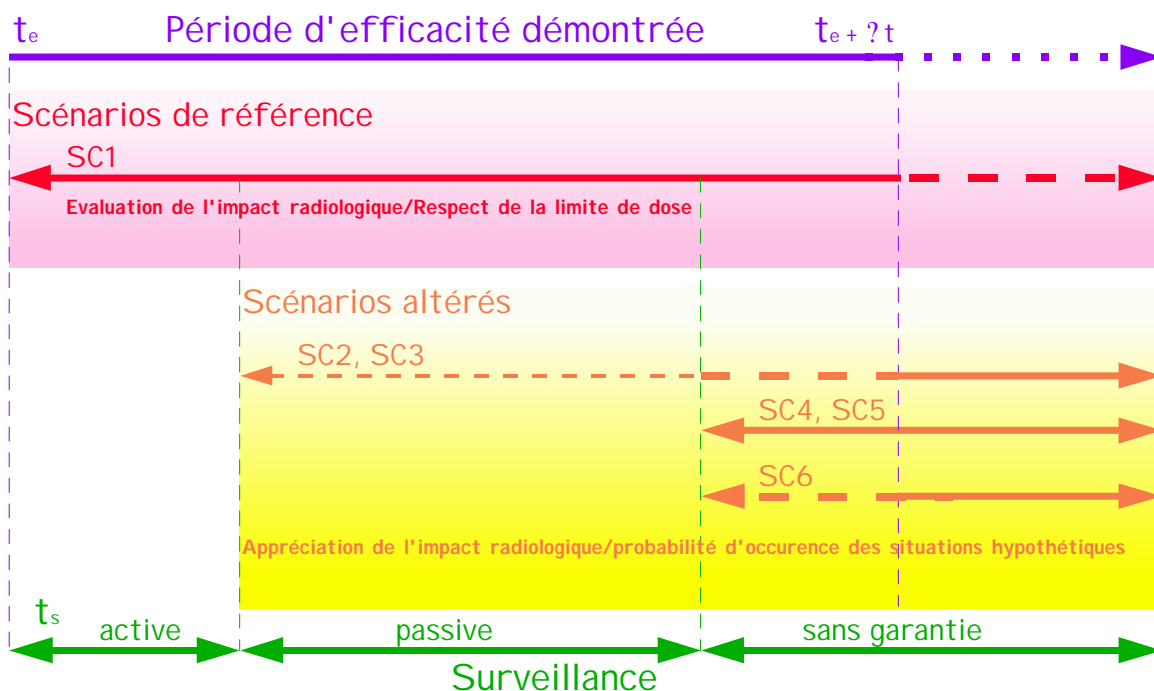 te Période d'efficacité démontrée te + ? t
Scénarios de référence
SC1
Evaluation de l'impact radiologique/Respect de la limite de dose
Scénarios altérés
SC2, SC3
SC4, SC5
SC6
Appréciation de l'impact radiologique/probabilité d'occurence des situations hypothétiques
ts
active passive sans garantie
Surveillance